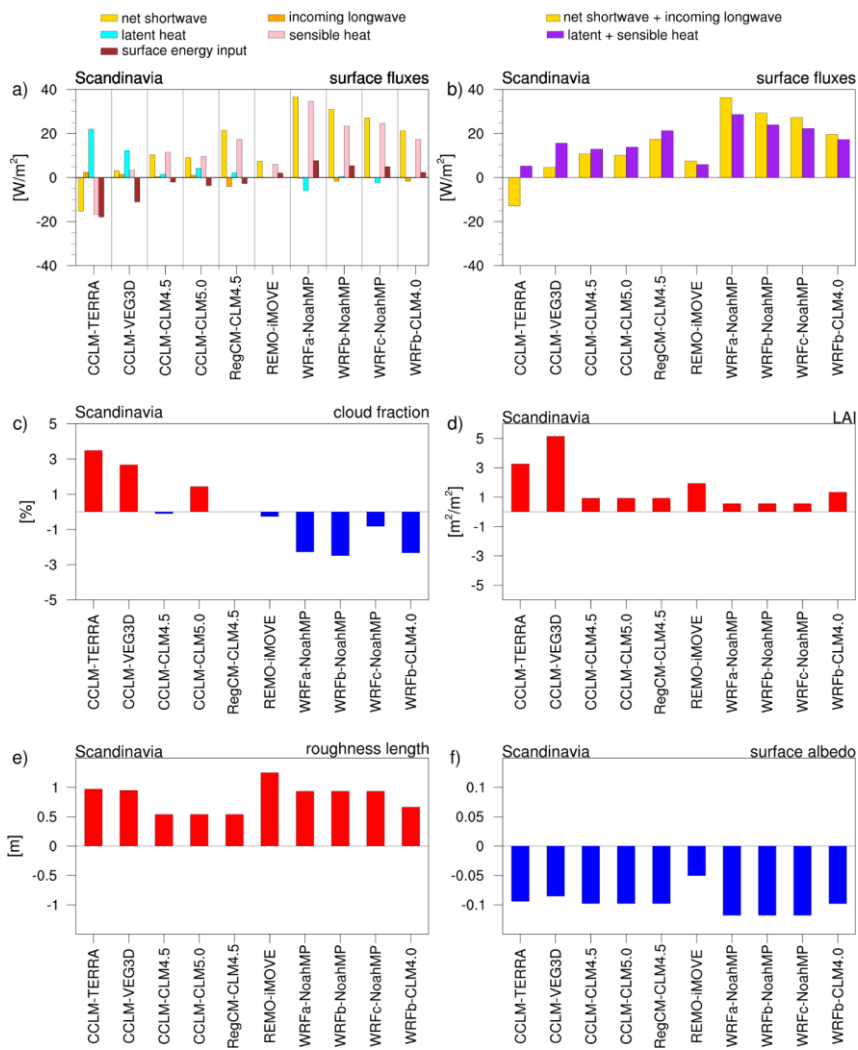 net shortwave
incoming longwave
latent heat
sensible heat
surface energy input
net shortwave + incoming longwave
latent + sensible heat
a)
Scandinavia
surface fluxes
[W/m²]
40
20
0
-20
-40
CCLM-TERRA
CCLM-VEG3D
CCLM-CLM4.5
CCLM-CLM5.0
RegCM-CLM4.5
REMO-iMOVE
WRFa-NoahMP
WRFb-NoahMP
WRFc-NoahMP
WRFb-CLM4.0
b)
Scandinavia
surface fluxes
[W/m²]
40
20
0
-20
-40
CCLM-TERRA
CCLM-VEG3D
CCLM-CLM4.5
CCLM-CLM5.0
RegCM-CLM4.5
REMO-iMOVE
WRFa-NoahMP
WRFb-NoahMP
WRFc-NoahMP
WRFb-CLM4.0
c)
Scandinavia
cloud fraction
[%]
5
3
1
-1
-3
-5
CCLM-TERRA
CCLM-VEG3D
CCLM-CLM4.5
CCLM-CLM5.0
RegCM-CLM4.5
REMO-iMOVE
WRFa-NoahMP
WRFb-NoahMP
WRFc-NoahMP
WRFb-CLM4.0
d)
Scandinavia
LAI
[m²/m²]
5
3
1
-1
-3
-5
CCLM-TERRA
CCLM-VEG3D
CCLM-CLM4.5
CCLM-CLM5.0
RegCM-CLM4.5
REMO-iMOVE
WRFa-NoahMP
WRFb-NoahMP
WRFc-NoahMP
WRFb-CLM4.0
e)
Scandinavia
roughness length
[m]
1
0.5
0
-0.5
-1
CCLM-TERRA
CCLM-VEG3D
CCLM-CLM4.5
CCLM-CLM5.0
RegCM-CLM4.5
REMO-iMOVE
WRFa-NoahMP
WRFb-NoahMP
WRFc-NoahMP
WRFb-CLM4.0
f)
Scandinavia
surface albedo
0.1
0.05
0
-0.05
-0.1
CCLM-TERRA
CCLM-VEG3D
CCLM-CLM4.5
CCLM-CLM5.0
RegCM-CLM4.5
REMO-iMOVE
WRFa-NoahMP
WRFb-NoahMP
WRFc-NoahMP
WRFb-CLM4.0